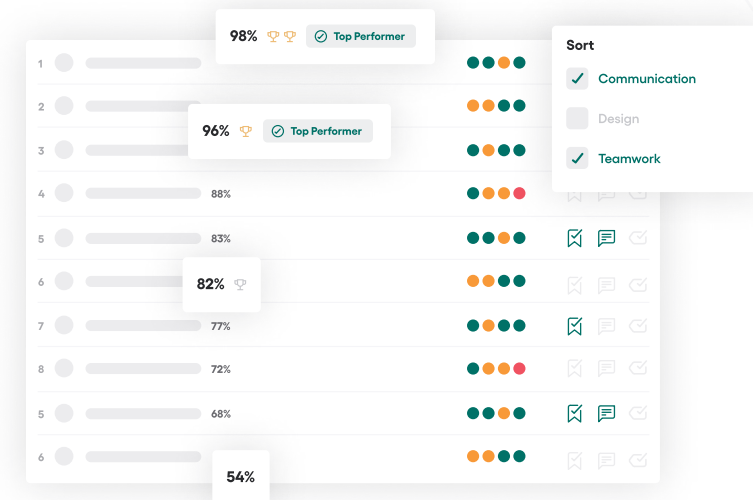 98% Top Performer
Sort
1
Communication
2
Design
96% Top Performer
3
Teamwork
4 88%
5 83%
6
82%
7 77%
8 72%
5 68%
6
54%